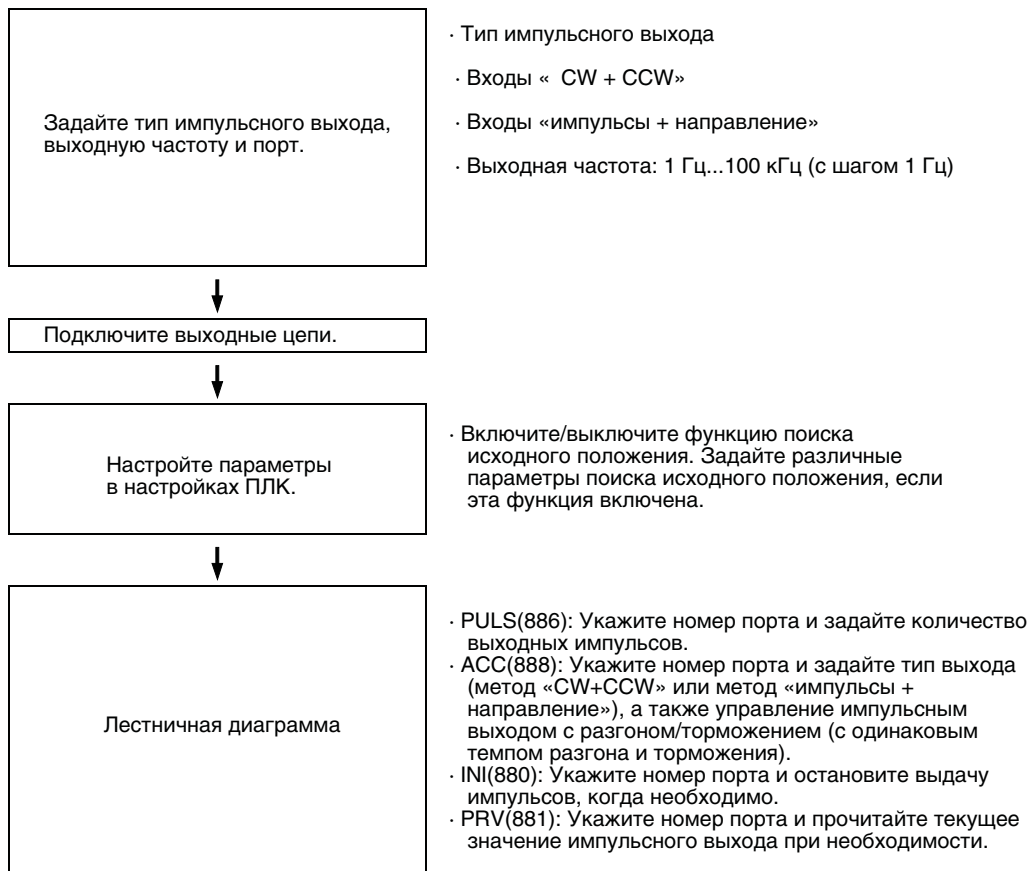 Задайте тип импульсного выхода,
выходную частоту и порт.
· Тип импульсного выхода
· Входы « CW + CCW»
· Входы «импульсы + направление»
· Выходная частота: 1 Гц...100 кГц (с шагом 1 Гц)
Подключите выходные цепи.
Настройте параметры
в настройках ПЛК.
· Включите/выключите функцию поиска
исходного положения. Задайте различные
параметры поиска исходного положения, если
эта функция включена.
Лестничная диаграмма
· PULS(886): Укажите номер порта и задайте количество
выходных импульсов.
· ACC(888): Укажите номер порта и задайте тип выхода
(метод «CW+CCW» или метод «импульсы +
направление»), а также управление импульсным
выходом с разгоном/торможением (с одинаковым
темпом разгона и торможения).
· INI(880): Укажите номер порта и остановите выдачу
импульсов, когда необходимо.
· PRV(881): Укажите номер порта и прочитайте текущее
значение импульсного выхода при необходимости.